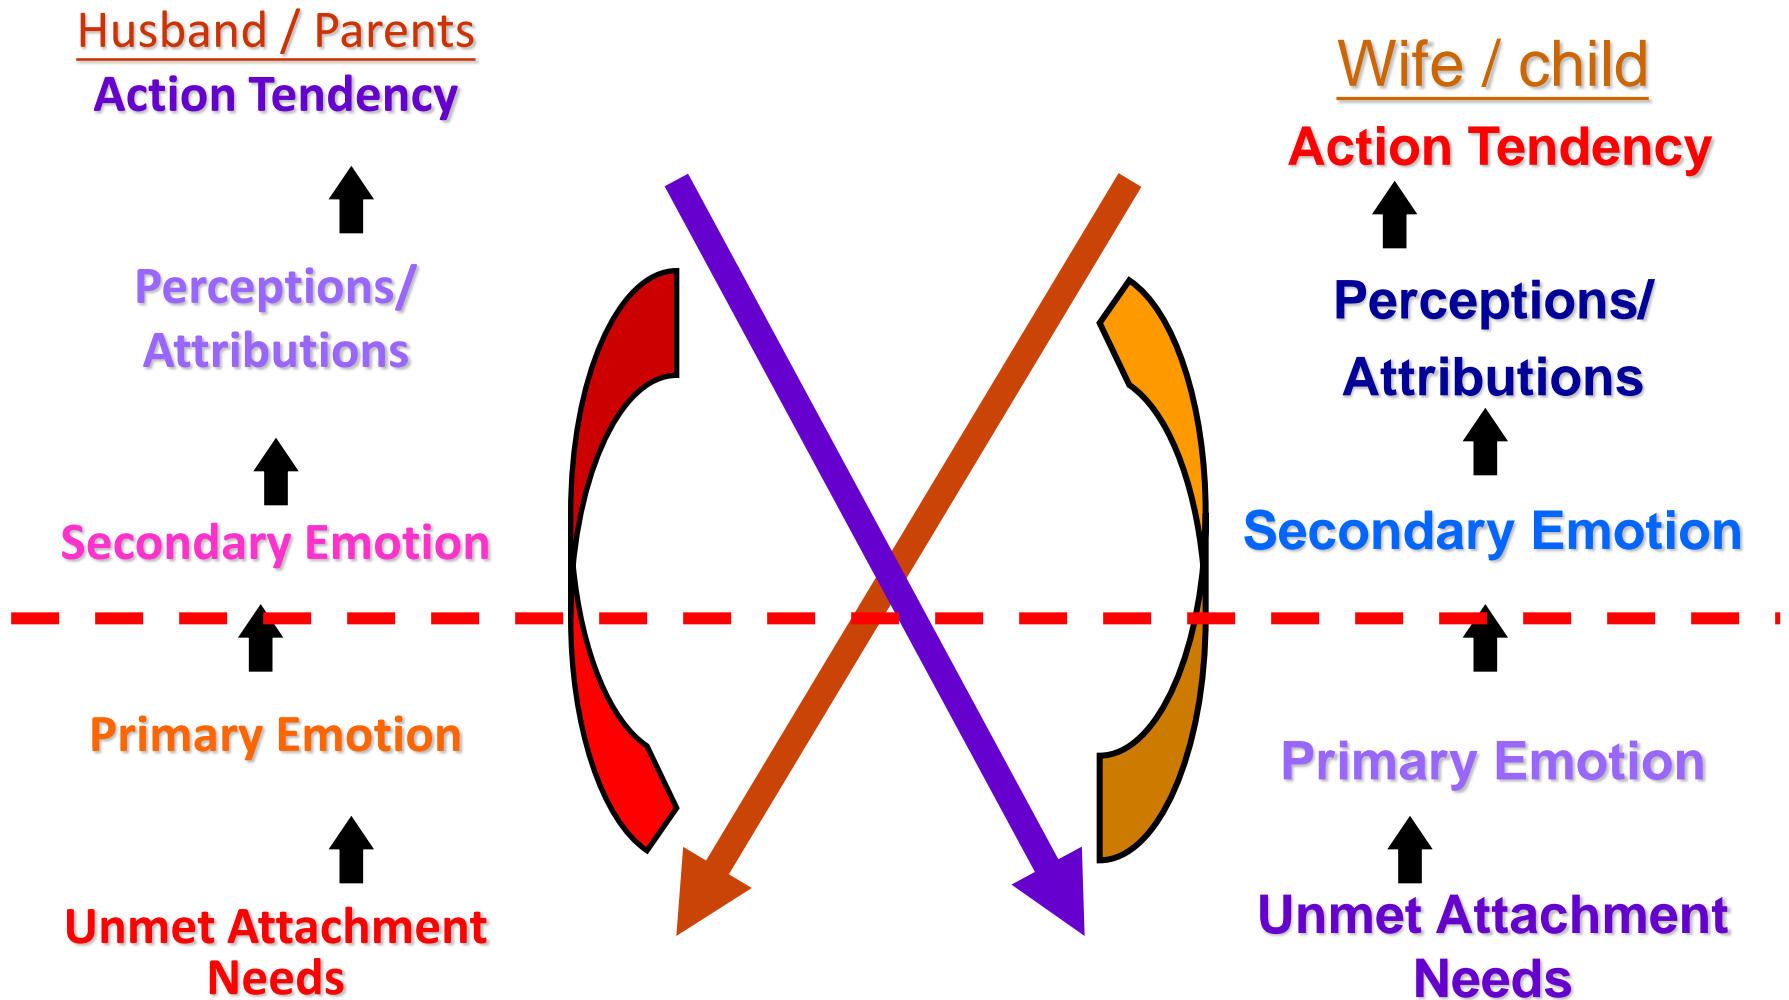 Husband / Parents
Action Tendency
Perceptions/
Attributions
Secondary Emotion
Primary Emotion
Unmet Attachment
Needs
Wife / child
Action Tendency
Perceptions/
Attributions
Secondary Emotion
Primary Emotion
Unmet Attachment
Needs